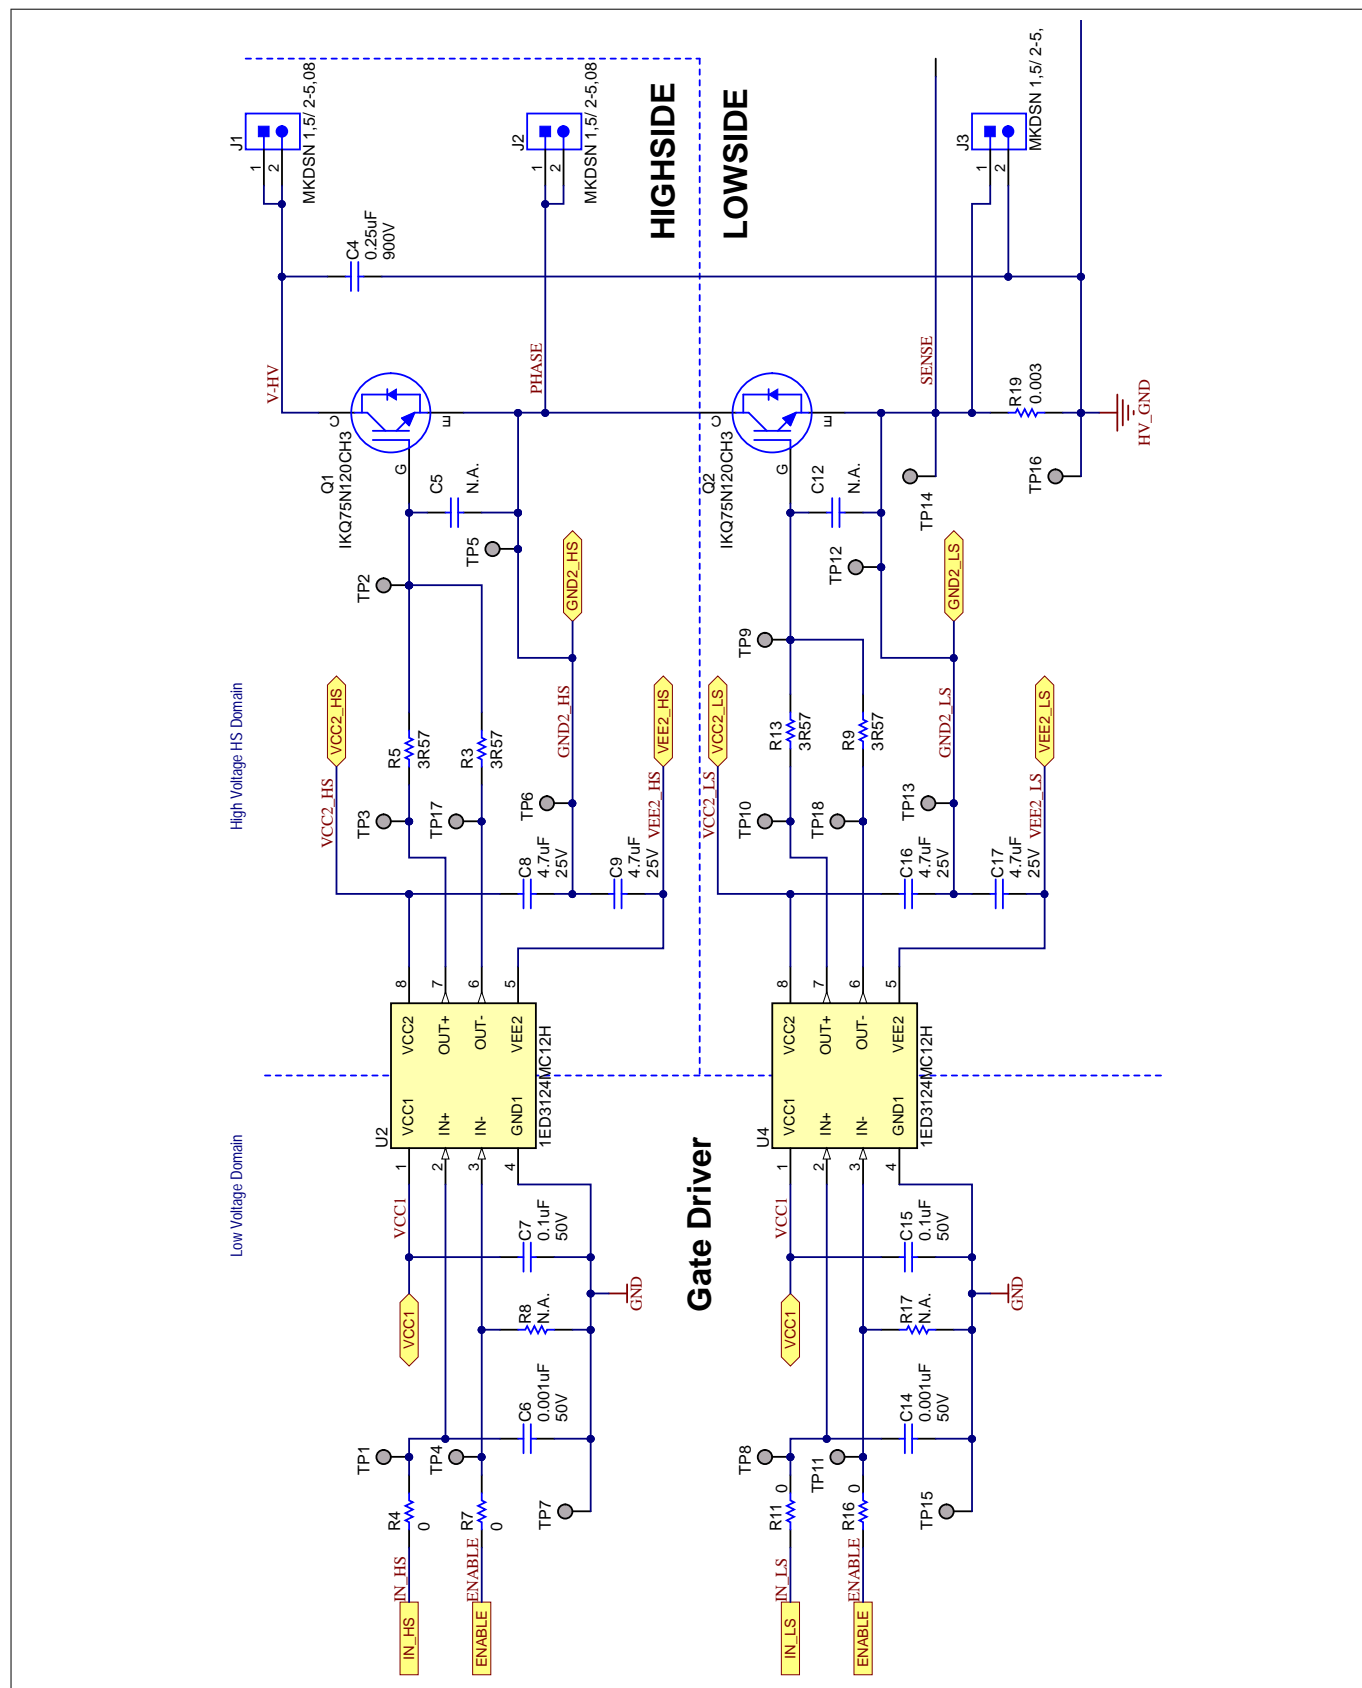 HIGHSIDE
LOWSIDE
Gate Driver
High Voltage HS Domain
Low Voltage Domain
J1
1
2
MKDSN 1,5/ 2-5,08
J2
1
2
MKDSN 1,5/ 2-5,08
J3
1
2
MKDSN 1,5/ 2-5,
C4
0.25uF
900V
V-HV
PHASE
SENSE
Q1
IKQ75N120CH3
C
G
E
C5
N.A.
TP5
TP2
GND2_HS
GND2_HS
VCC2_HS
VCC2_HS
VEE2_HS
VEE2_HS
R5
3R57
R3
3R57
TP3
TP17
TP6
C8
4.7uF
25V
C9
4.7uF
25V
U2
1ED3124MC12H
VCC1
IN+
IN-
GND1
VCC2
OUT+
OUT-
VEE2
1
2
3
4
8
7
6
5
VCC1
VCC1
C7
0.1uF
50V
R8
N.A.
GND
C6
0.001uF
50V
TP1
TP4
TP7
R4
0
R7
0
IN_HS
IN_HS
ENABLE
ENABLE
Q2
IKQ75N120CH3
C
G
E
C12
N.A.
TP12
TP14
R19
0.003
HV_GND
TP16
TP9
GND2_LS
GND2_LS
VCC2_LS
VCC2_LS
VEE2_LS
VEE2_LS
R13
3R57
R9
3R57
TP10
TP18
TP13
C16
4.7uF
25V
C17
4.7uF
25V
U4
1ED3124MC12H
VCC1
IN+
IN-
GND1
VCC2
OUT+
OUT-
VEE2
1
2
3
4
8
7
6
5
VCC1
VCC1
C15
0.1uF
50V
R17
N.A.
GND
C14
0.001uF
50V
TP8
TP11
TP15
R11
0
R16
0
IN_LS
IN_LS
ENABLE
ENABLE